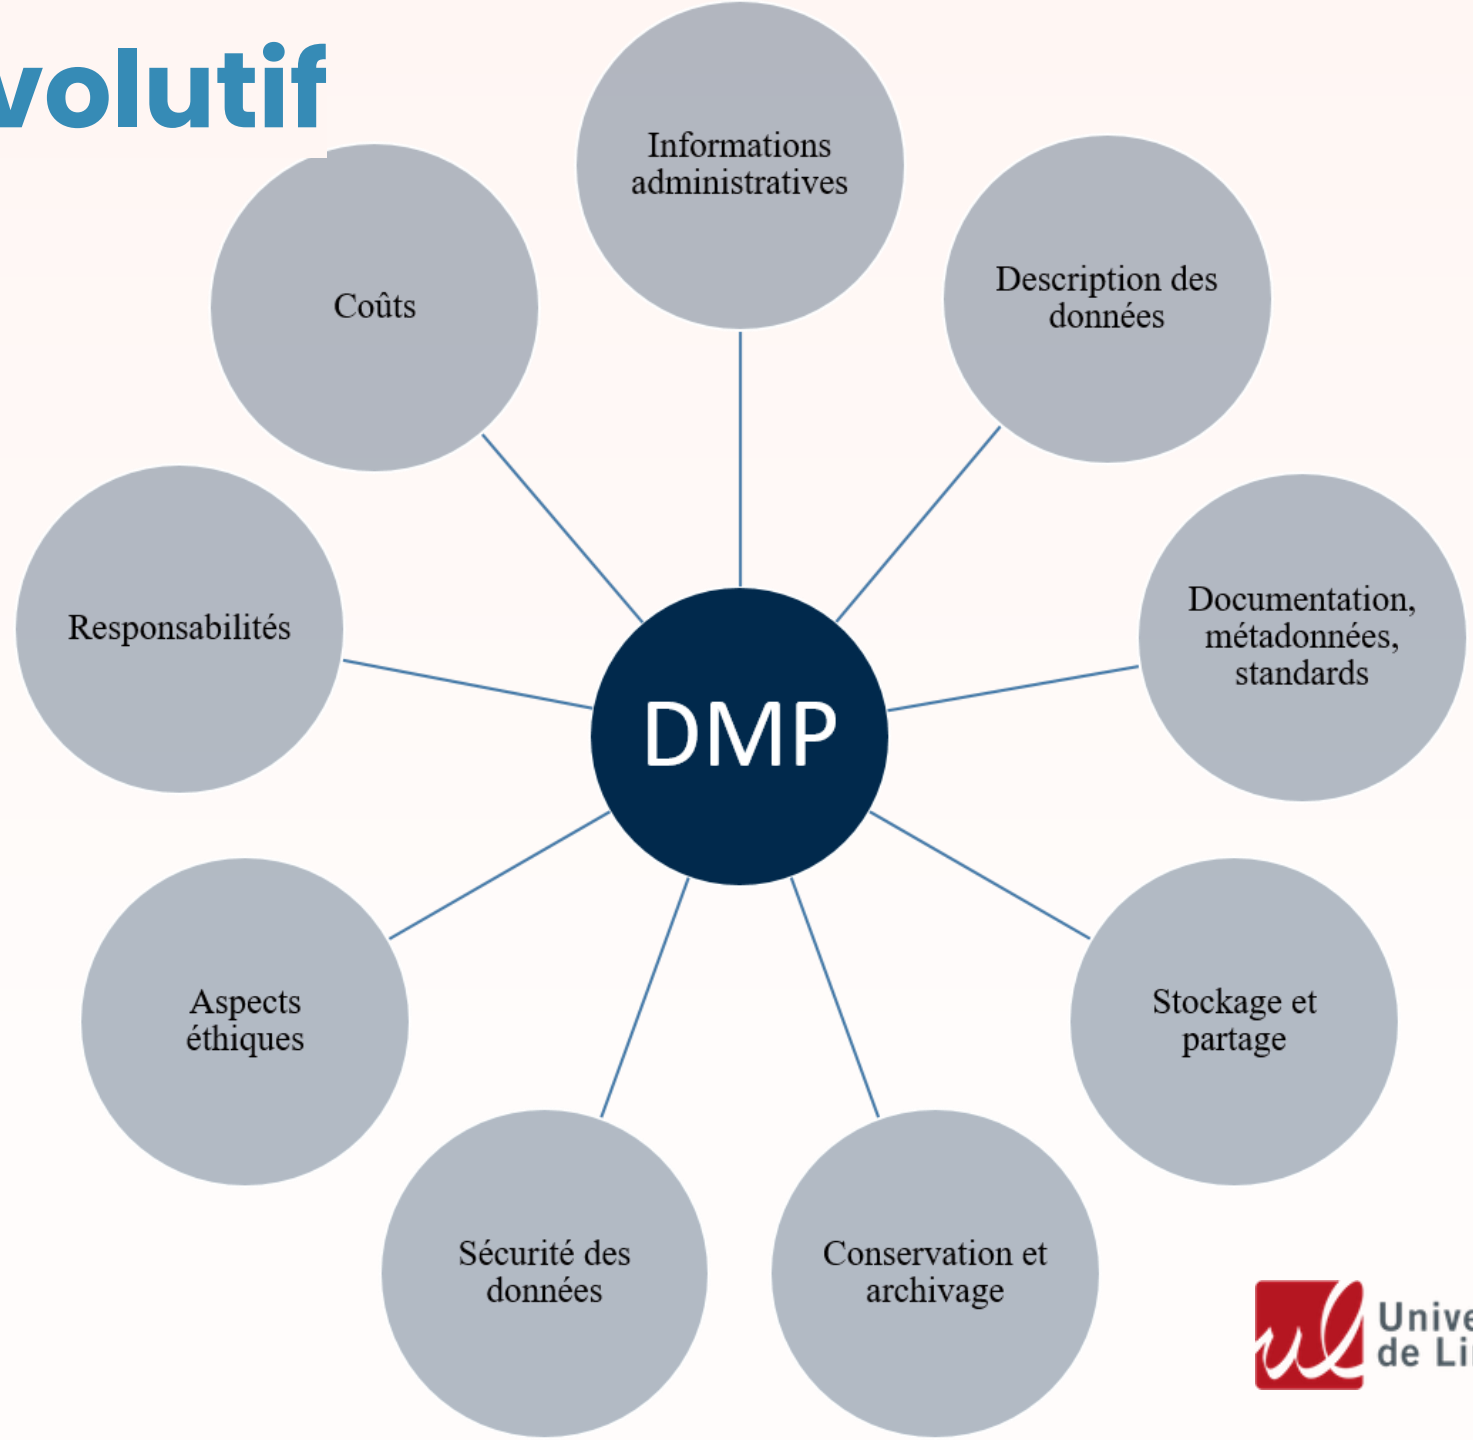 volutif
Informations
administratives
Description des
données
Coûts
Documentation,
métadonnées,
standards
Responsabilités
DMP
Stockage et
partage
Aspects
éthiques
Sécurité des
données
Conservation et
archivage
ul
Unive
de Li